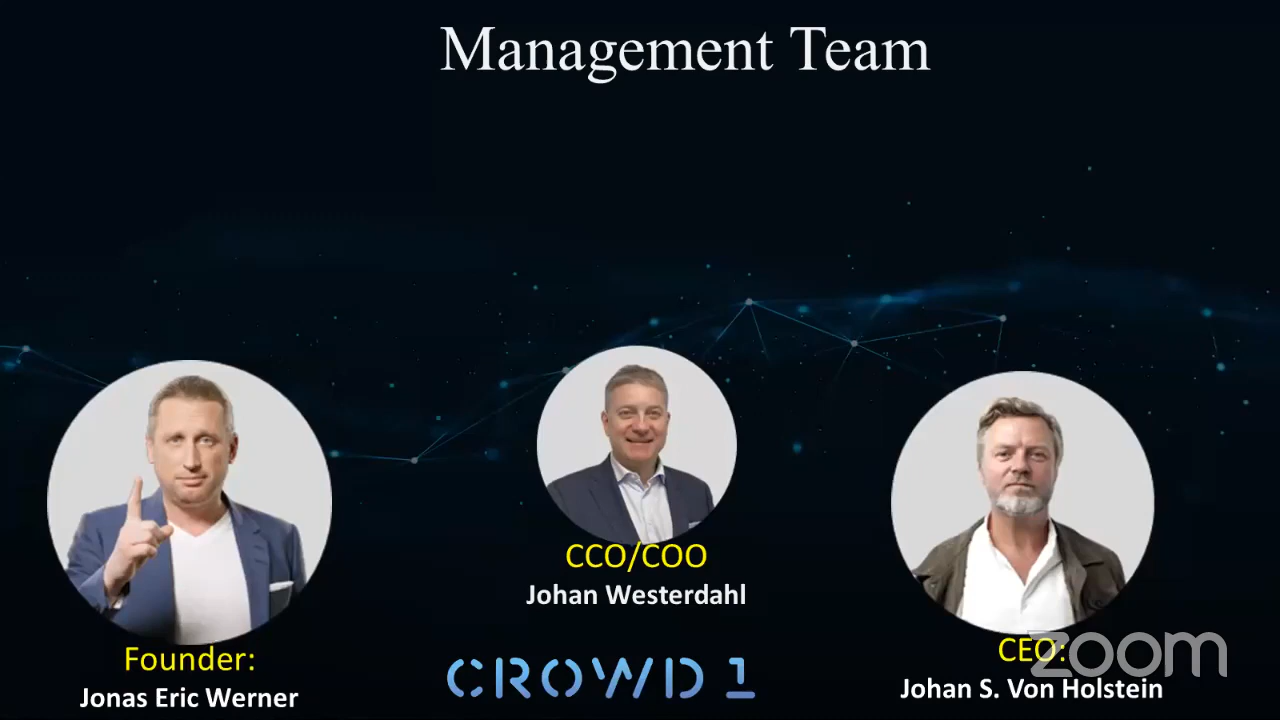 Management Team
CCO/COO
Johan Westerdahl
Founder:
Jonas Eric Werner
CROWD 1
CEO:
Johan S. Von Holstein
zoom